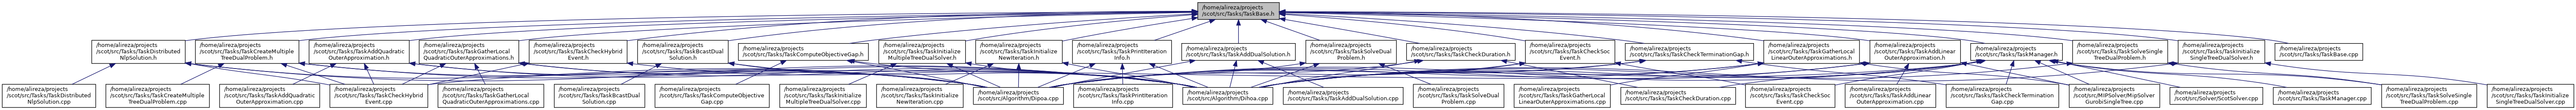 /home/alireza/projects
/scot/src/Tasks/TaskBase.h
/home/alireza/projects
/scot/src/Tasks/TaskDistributed
NlpSolution.h
/home/alireza/projects
/scot/src/Tasks/TaskCreateMultiple
TreeDualProblem.h
/home/alireza/projects
/scot/src/Tasks/TaskAddQuadratic
OuterApproximation.h
/home/alireza/projects
/scot/src/Tasks/TaskGatherLocal
QuadraticOuterApproximations.h
/home/alireza/projects
/scot/src/Tasks/TaskCheckHybrid
Event.h
/home/alireza/projects
/scot/src/Tasks/TaskBcastDual
Solution.h
/home/alireza/projects
/scot/src/Tasks/TaskComputeObjectiveGap.h
/home/alireza/projects
/scot/src/Tasks/TaskInitialize
MultipleTreeDualSolver.h
/home/alireza/projects
/scot/src/Tasks/TaskInitialize
NewIteration.h
/home/alireza/projects
/scot/src/Tasks/TaskPrintIteration
Info.h
/home/alireza/projects
/scot/src/Tasks/TaskAddDualSolution.h
/home/alireza/projects
/scot/src/Tasks/TaskSolveDual
Problem.h
/home/alireza/projects
/scot/src/Tasks/TaskCheckDuration.h
/home/alireza/projects
/scot/src/Tasks/TaskCheckSoc
Event.h
/home/alireza/projects
/scot/src/Tasks/TaskCheckTerminationGap.h
/home/alireza/projects
/scot/src/Tasks/TaskGatherLocal
LinearOuterApproximations.h
/home/alireza/projects
/scot/src/Tasks/TaskAddLinear
OuterApproximation.h
/home/alireza/projects
/scot/src/Tasks/TaskManager.h
/home/alireza/projects
/scot/src/Tasks/TaskSolveSingle
TreeDualProblem.h
/home/alireza/projects
/scot/src/Tasks/TaskInitialize
SingleTreeDualSolver.h
/home/alireza/projects
/scot/src/Tasks/TaskBase.cpp
/home/alireza/projects
/scot/src/Tasks/TaskDistributed
NlpSolution.cpp
/home/alireza/projects
/scot/src/Tasks/TaskCreateMultiple
TreeDualProblem.cpp
/home/alireza/projects
/scot/src/Tasks/TaskAddQuadratic
OuterApproximation.cpp
/home/alireza/projects
/scot/src/Tasks/TaskCheckHybrid
Event.cpp
/home/alireza/projects
/scot/src/Tasks/TaskGatherLocal
QuadraticOuterApproximations.cpp
/home/alireza/projects
/scot/src/Tasks/TaskBcastDual
Solution.cpp
/home/alireza/projects
/scot/src/Tasks/TaskComputeObjective
Gap.cpp
/home/alireza/projects
/scot/src/Tasks/TaskInitialize
MultipleTreeDualSolver.cpp
/home/alireza/projects
/scot/src/Tasks/TaskInitialize
NewIteration.cpp
/home/alireza/projects
/scot/src/Algorithm/Dipoa.cpp
/home/alireza/projects
/scot/src/Tasks/TaskPrintIteration
Info.cpp
/home/alireza/projects
/scot/src/Algorithm/Dihoa.cpp
/home/alireza/projects
/scot/src/Tasks/TaskAddDualSolution.cpp
/home/alireza/projects
/scot/src/Tasks/TaskSolveDual
Problem.cpp
/home/alireza/projects
/scot/src/Tasks/TaskGatherLocal
LinearOuterApproximations.cpp
/home/alireza/projects
/scot/src/Tasks/TaskCheckDuration.cpp
/home/alireza/projects
/scot/src/Tasks/TaskCheckSoc
Event.cpp
/home/alireza/projects
/scot/src/Tasks/TaskAddLinear
OuterApproximation.cpp
/home/alireza/projects
/scot/src/Tasks/TaskCheckTermination
Gap.cpp
/home/alireza/projects
/scot/src/MIPSolver/MipSolver
GurobiSingleTree.cpp
/home/alireza/projects
/scot/src/Solver/ScotSolver.cpp
/home/alireza/projects
/scot/src/Tasks/TaskManager.cpp
/home/alireza/projects
/scot/src/Tasks/TaskSolveSingle
TreeDualProblem.cpp
/home/alireza/projects
/scot/src/Tasks/TaskInitialize
SingleTreeDualSolver.cpp